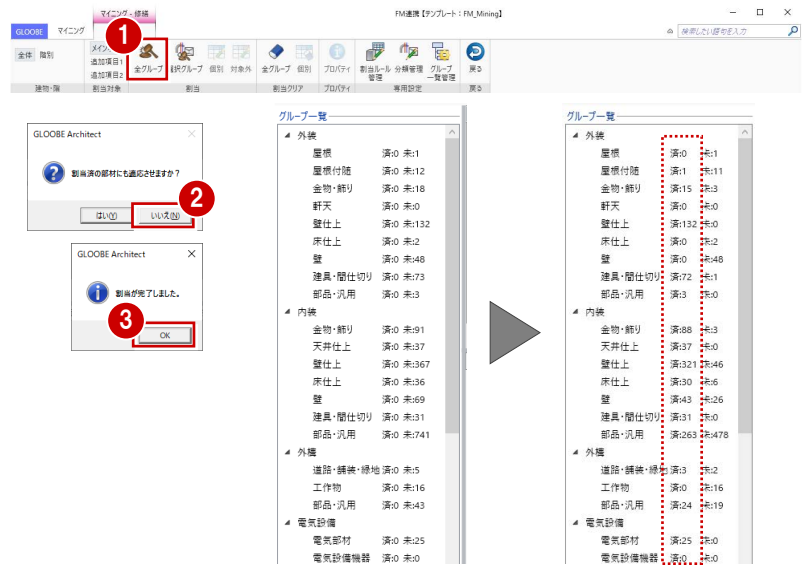 マイニング - 修繕
FM連携【テンプレート：FM_Mining】
GLOOBE
マイニング
検索したい語句を入力
全体 階別
追加項目1
追加項目2
全グループ
選択グループ
個別
対象外
全グループ
個別
プロパティ
割当ルール管理
分類管理
グループ一覧管理
戻る
建物・階
割当対象
割当
割当クリア
プロパティ
専用設定
戻る
1
GLOOBE Architect
割当済の部材にも適応させますか？
はい(Y)
いいえ(N)
2
GLOOBE Architect
割当が完了しました。
3
OK
グループ一覧
外装
屋根 済:0 未:1
屋根付随 済:0 未:12
金物・飾り 済:0 未:18
軒天 済:0 未:0
壁仕上 済:0 未:132
床仕上 済:0 未:2
壁 済:0 未:48
建具・間仕切り 済:0 未:73
部品・汎用 済:0 未:3
内装
金物・飾り 済:0 未:91
天井仕上 済:0 未:37
壁仕上 済:0 未:367
床仕上 済:0 未:36
壁 済:0 未:69
建具・間仕切り 済:0 未:31
部品・汎用 済:0 未:741
外構
道路・舗装・緑地 済:0 未:5
工作物 済:0 未:16
部品・汎用 済:0 未:43
電気設備
電気部材 済:0 未:25
電気設備機器 済:0 未:0
グループ一覧
外装
屋根 済:0 未:1
屋根付随 済:1 未:11
金物・飾り 済:15 未:3
軒天 済:0 未:0
壁仕上 済:132 未:0
床仕上 済:0 未:2
壁 済:0 未:48
建具・間仕切り 済:72 未:1
部品・汎用 済:3 未:0
内装
金物・飾り 済:88 未:3
天井仕上 済:37 未:0
壁仕上 済:321 未:46
床仕上 済:30 未:6
壁 済:43 未:26
建具・間仕切り 済:31 未:0
部品・汎用 済:263 未:478
外構
道路・舗装・緑地 済:3 未:2
工作物 済:0 未:16
部品・汎用 済:24 未:19
電気設備
電気部材 済:25 未:0
電気設備機器 済:0 未:0